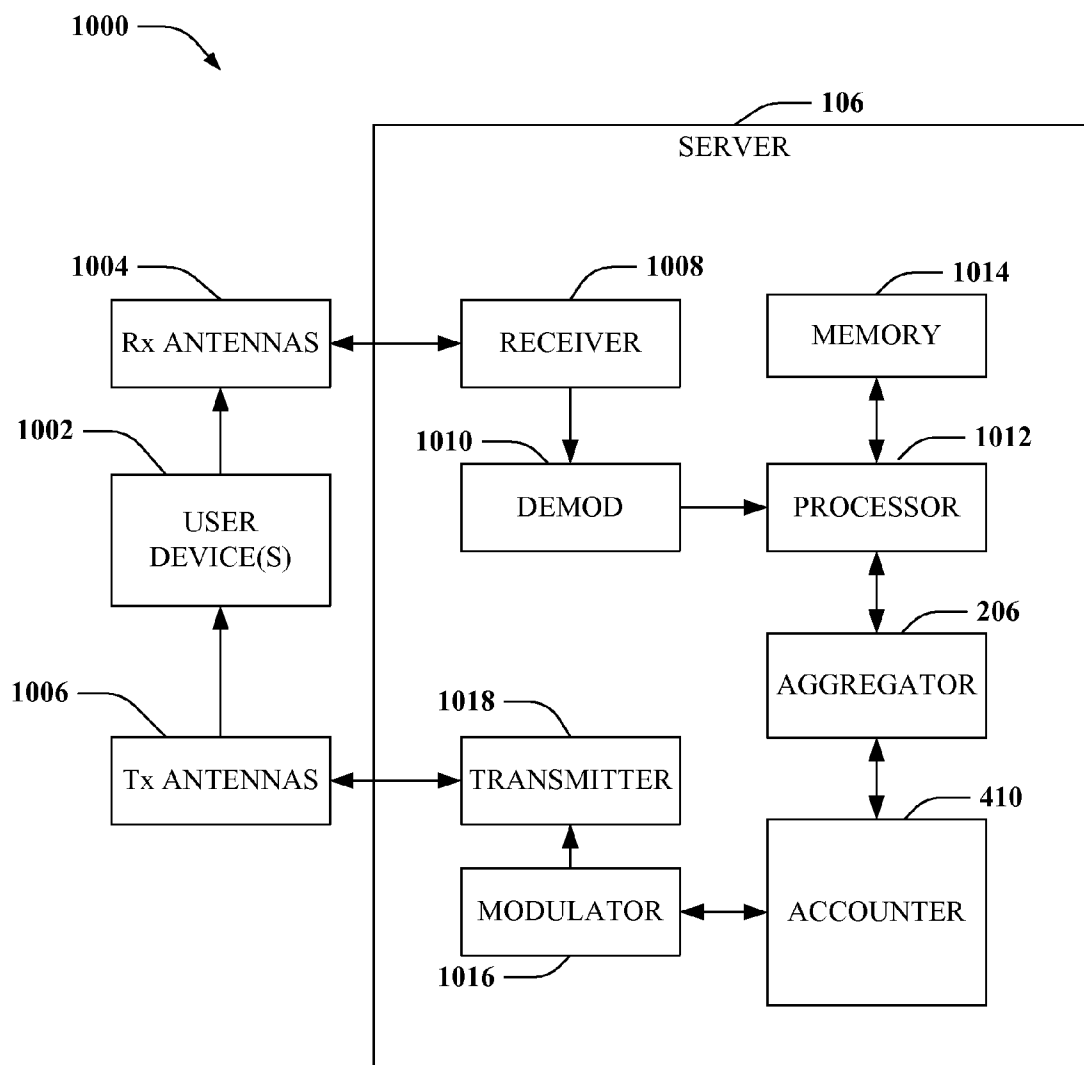 1000
106
SERVER
1004
1008
1014
Rx ANTENNAS
RECEIVER
MEMORY
1002
1010
1012
USER
DEVICE(S)
DEMOD
PROCESSOR
206
AGGREGATOR
1006
1018
Tx ANTENNAS
TRANSMITTER
410
MODULATOR
ACCOUNTER
1016